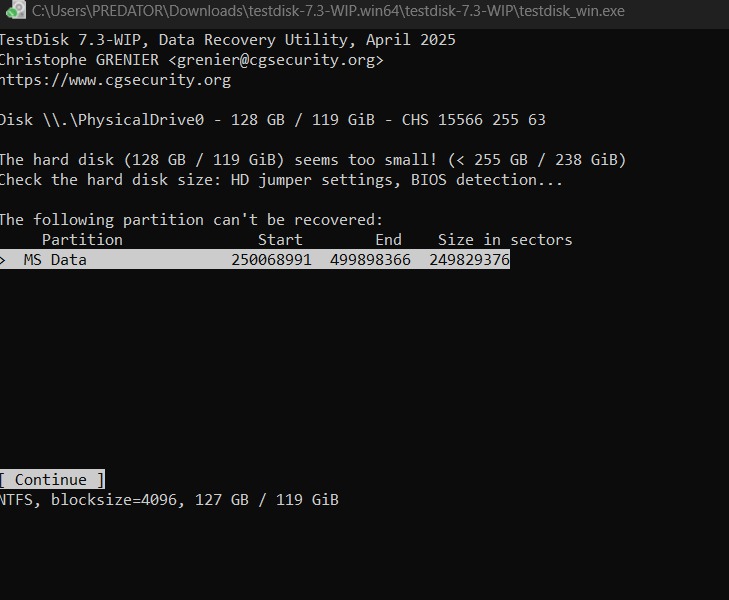 C:\Users\PREDATOR\Downloads\testdisk-7.3-WIP.win64\testdisk-7.3-WIP\testdisk_win.exe
TestDisk 7.3-WIP, Data Recovery Utility, April 2025
Christophe GRENIER <grenier@cgsecurity.org>
https://www.cgsecurity.org
Disk \\.\PhysicalDrive0 - 128 GB / 119 GiB - CHS 15566 255 63
The hard disk (128 GB / 119 GiB) seems too small! (< 255 GB / 238 GiB)
Check the hard disk size: HD jumper settings, BIOS detection...
The following partition can't be recovered:
Partition Start End Size in sectors
> MS Data 250068991 499898366 249829376
[ Continue ]
NTFS, blocksize=4096, 127 GB / 119 GiB